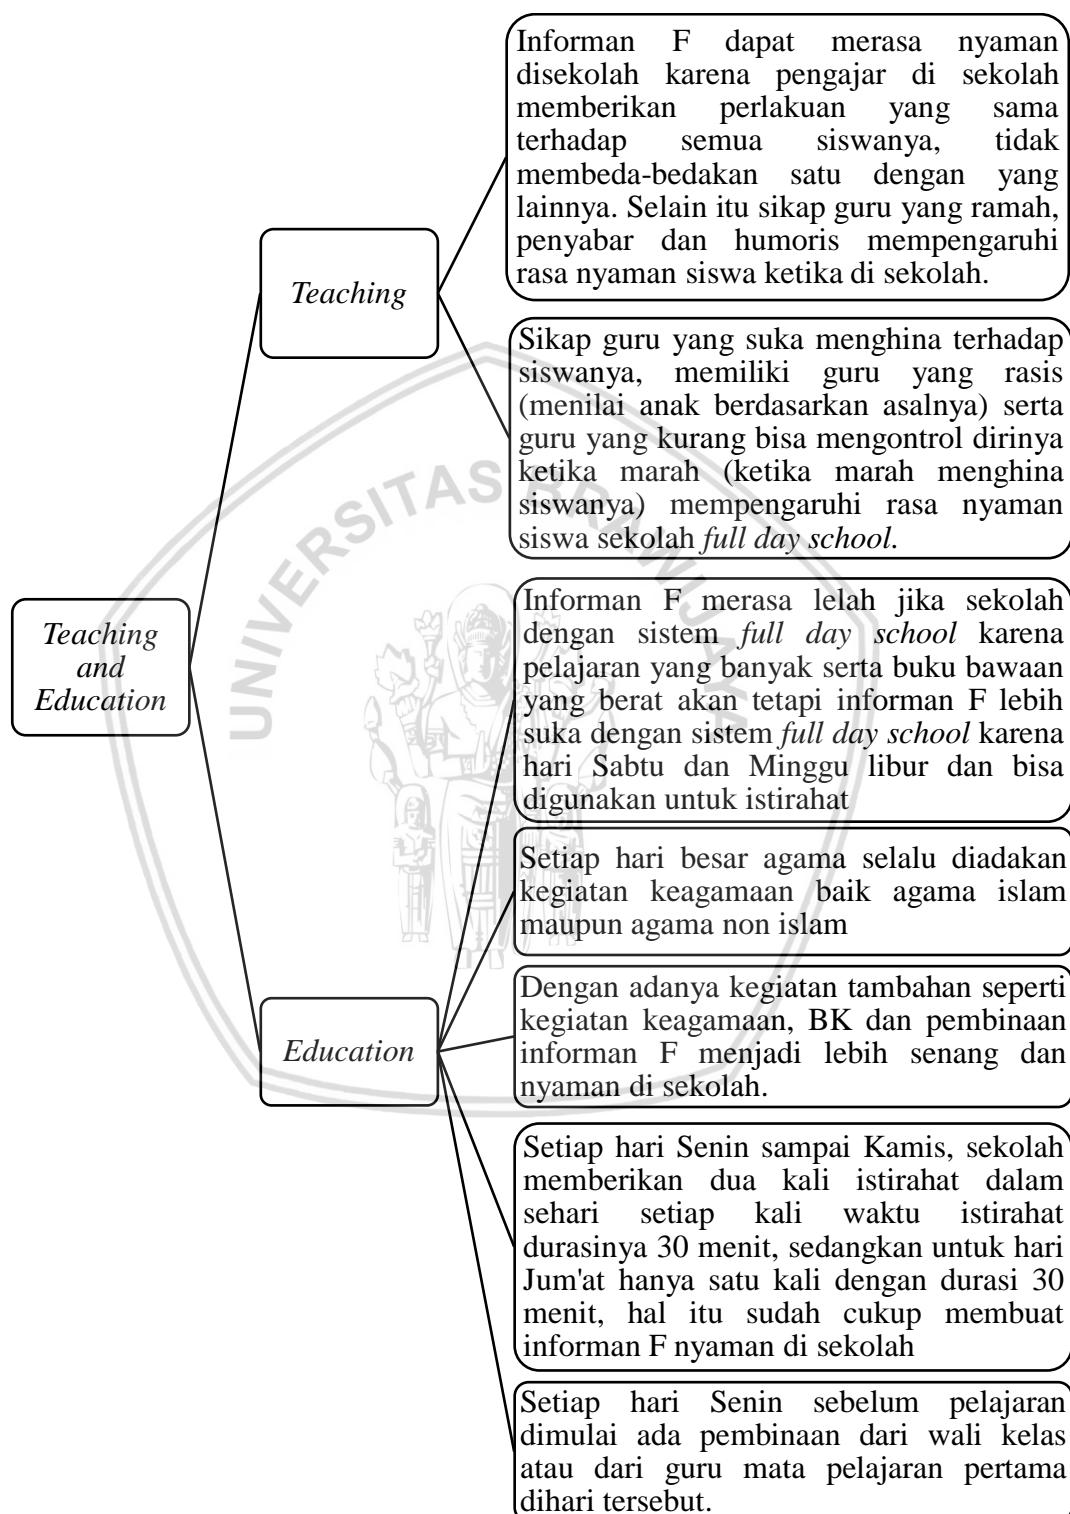 Teaching
and
Education
Teaching
Informan F dapat merasa nyaman
disekolah karena pengajar di sekolah
memberikan perlakuan yang sama
terhadap semua siswanya, tidak
membeda-bedakan satu dengan yang
lainnya. Selain itu sikap guru yang ramah,
penyabar dan humoris mempengaruhi
rasa nyaman siswa ketika di sekolah.
Sikap guru yang suka menghina terhadap
siswanya, memiliki guru yang rasis
(menilai anak berdasarkan asalnya) serta
guru yang kurang bisa mengontrol dirinya
ketika marah (ketika marah menghina
siswanya) mempengaruhi rasa nyaman
siswa sekolah full day school.
Education
Informan F merasa lelah jika sekolah
dengan sistem full day school karena
pelajaran yang banyak serta buku bawaan
yang berat akan tetapi informan F lebih
suka dengan sistem full day school karena
hari Sabtu dan Minggu libur dan bisa
digunakan untuk istirahat
Setiap hari besar agama selalu diadakan
kegiatan keagamaan baik agama islam
maupun agama non islam
Dengan adanya kegiatan tambahan seperti
kegiatan keagamaan, BK dan pembinaan
informan F menjadi lebih senang dan
nyaman di sekolah.
Setiap hari Senin sampai Kamis, sekolah
memberikan dua kali istirahat dalam
sehari setiap kali waktu istirahat
durasinya 30 menit, sedangkan untuk hari
Jum'at hanya satu kali dengan durasi 30
menit, hal itu sudah cukup membuat
informan F nyaman di sekolah
Setiap hari Senin sebelum pelajaran
dimulai ada pembinaan dari wali kelas
atau dari guru mata pelajaran pertama
dihari tersebut.
UNIVERSITAS BRAWIJAYA